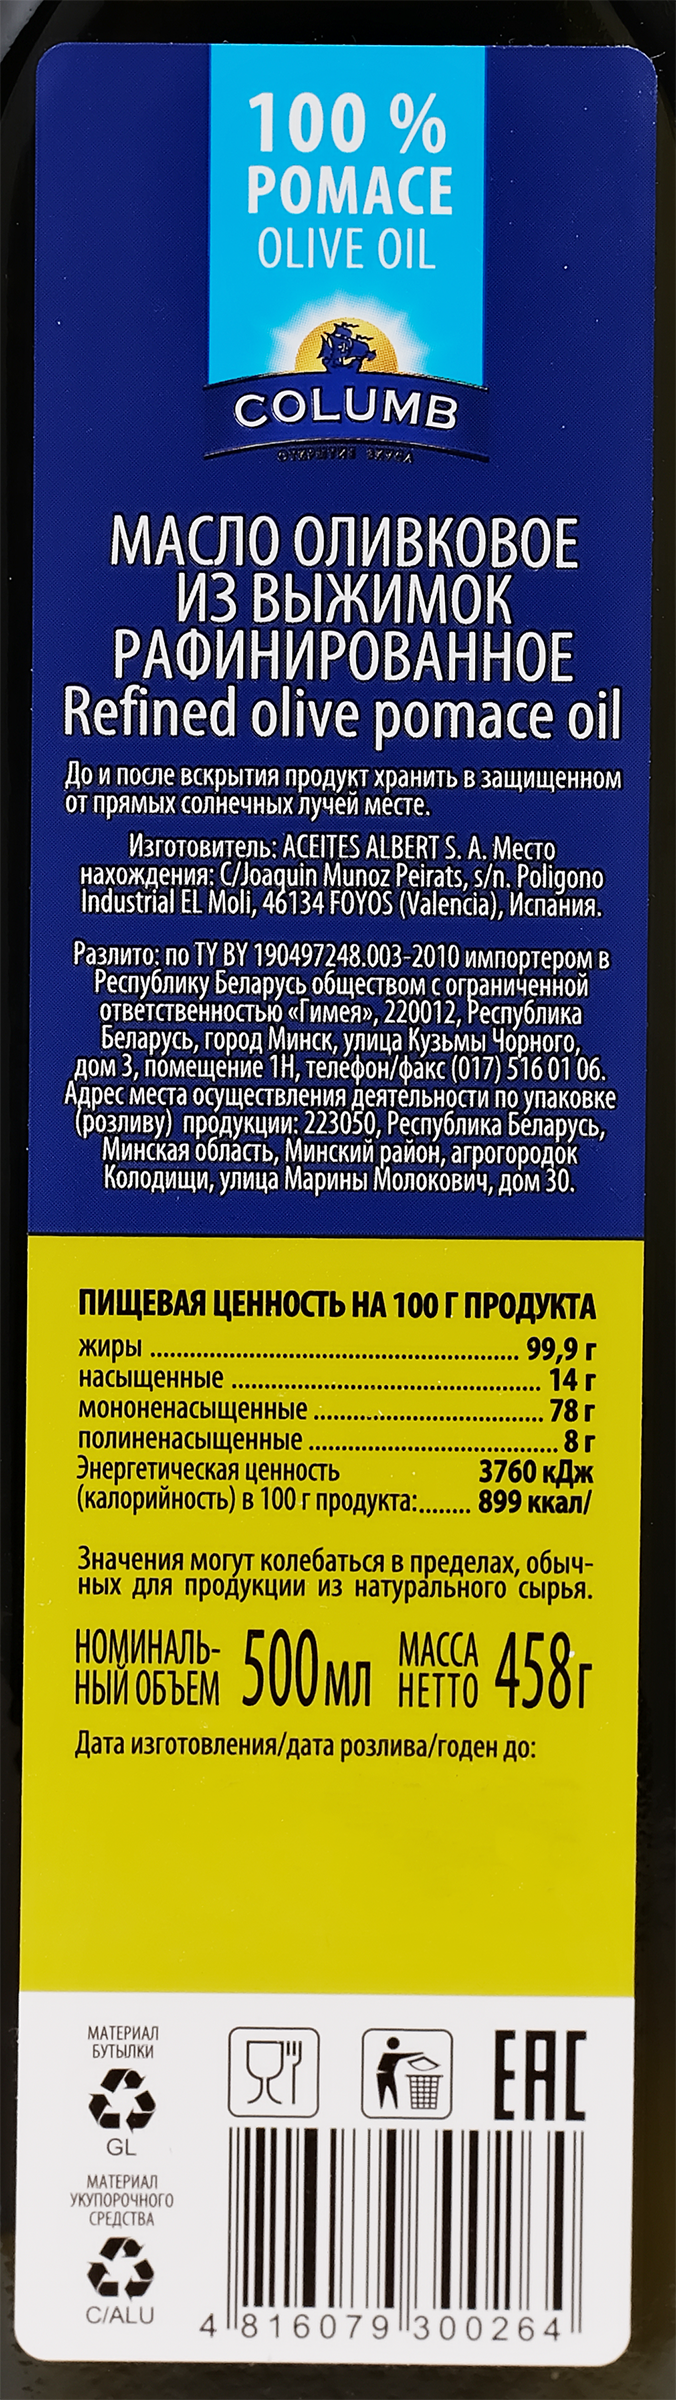 100 %
POMACE
OLIVE OIL
COLUMB
ОТКРЫТИЯ ВКУСА
МАСЛО ОЛИВКОВОЕ
ИЗ ВЫЖИМОК
РАФИНИРОВАННОЕ
Refined olive pomace oil
До и после вскрытия продукт хранить в защищенном
от прямых солнечных лучей месте.
Изготовитель: ACEITES ALBERT S. A. Место
нахождения: C/Joaquin Munoz Peirats, s/n. Poligono
Industrial EL Moli, 46134 FOYOS (Valencia), Испания.
Разлито: по ТУ BY 190497248.003-2010 импортером в
Республику Беларусь обществом с ограниченной
ответственностью «Гимея», 220012, Республика
Беларусь, город Минск, улица Кузьмы Чорного,
дом 3, помещение 1Н, телефон/факс (017) 516 01 06.
Адрес места осуществления деятельности по упаковке
(розливу) продукции: 223050, Республика Беларусь,
Минская область, Минский район, агрогородок
Колодищи, улица Марины Молокович, дом 30.
ПИЩЕВАЯ ЦЕННОСТЬ НА 100 Г ПРОДУКТА
жиры ........................ 99,9 г
насыщенные ........................ 14 г
мононенасыщенные ........................ 78 г
полиненасыщенные ........................ 8 г
Энергетическая ценность 3760 кДж
(калорийность) в 100 г продукта:........ 899 ккал/
Значения могут колебаться в пределах, обыч-
ных для продукции из натурального сырья.
НОМИНАЛЬ-
НЫЙ ОБЪЕМ 500 мл
МАССА
НЕТТО 458 г
Дата изготовления/дата розлива/годен до:
МАТЕРИАЛ
БУТЫЛКИ
GL
МАТЕРИАЛ
УКУПОРОЧНОГО
СРЕДСТВА
C/ALU
EAC
4 816079 300264